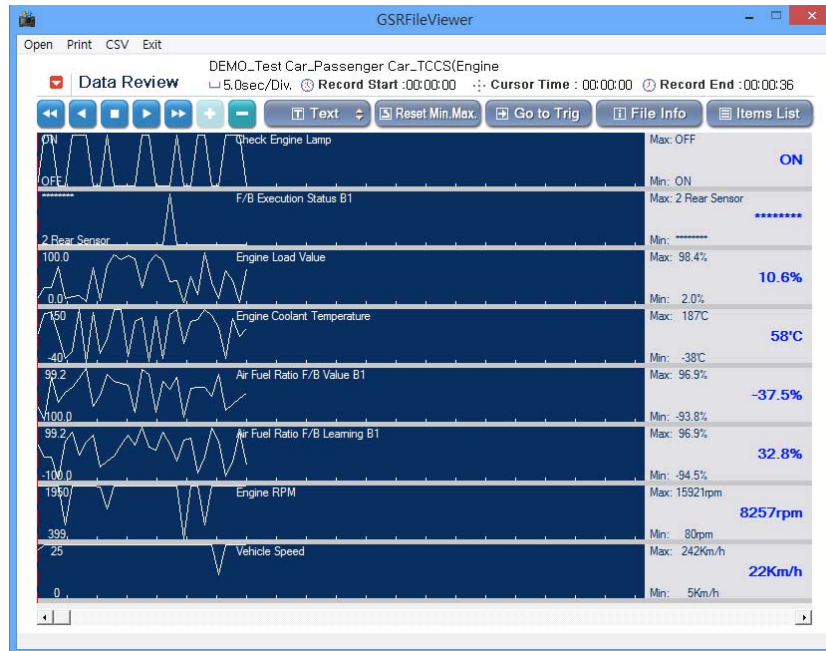 GSRFileViewer
Open Print CSV Exit
DEMO_Test Car_Passenger Car_TCCS(Engine
Data Review
5.0sec/Div. Record Start :00:00:00 Cursor Time : 00:00:00 Record End :00:00:36
Text Reset Min.Max. Go to Trig File Info Items List
ON Check Engine Lamp Max: OFF
ON
OFF Min: ON
******** F/B Execution Status B1 Max: 2 Rear Sensor
********
2 Rear Sensor Min: ********
100.0 Engine Load Value Max: 98.4%
10.6%
0.0 Min: 2.0%
150 Engine Coolant Temperature Max: 187℃
58℃
-40 Min: -38℃
99.2 Air Fuel Ratio F/B Value B1 Max: 96.9%
-37.5%
-100.0 Min: -93.8%
99.2 Air Fuel Ratio F/B Learning B1 Max: 96.9%
32.8%
-100.0 Min: -94.5%
1950 Engine RPM Max: 15921rpm
8257rpm
399 Min: 80rpm
25 Vehicle Speed Max: 242Km/h
22Km/h
0 Min: 5Km/h